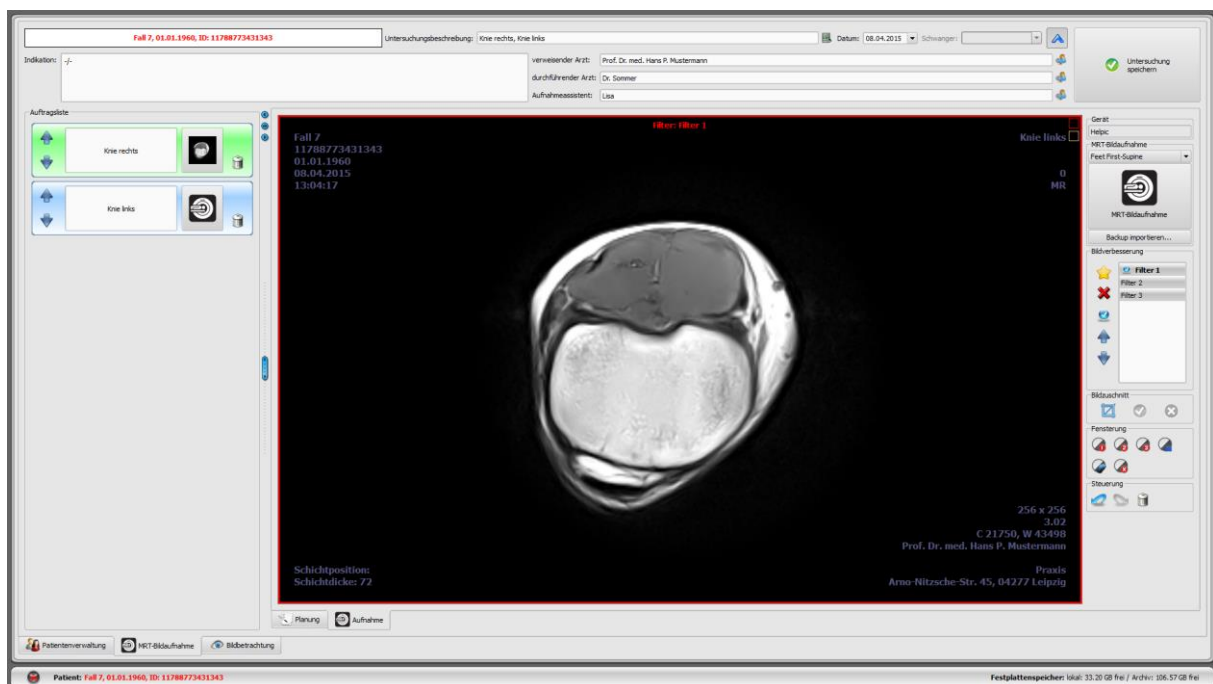 Fall 7, 01.01.1960, ID: 11788773431343
Untersuchungsbeschreibung: Knie rechts, Knie links
Datum: 08.04.2015
Schwanger:
Indikation: -/-
verweisender Arzt: Prof. Dr. med. Hans P. Mustermann
durchführender Arzt: Dr. Sommer
Aufnahmeassistent: Lisa
Untersuchung
speichern
Auftragsliste
Knie rechts
Knie links
Filter: Filter 1
Fall 7
11788773431343
01.01.1960
08.04.2015
13:04:17
Knie links
0
MR
256 x 256
3.02
C 21750, W 43498
Prof. Dr. med. Hans P. Mustermann
Schichtposition:
Schichtdicke: 72
Praxis
Arno-Nitzsche-Str. 45, 04277 Leipzig
Gerät
Helpic
MRT-Bildaufnahme
Feet First-Supine
MRT-Bildaufnahme
Backup importieren...
Bildverbesserung
Filter 1
Filter 2
Filter 3
Bildzuschnitt
Fensterung
Steuerung
Planung
Aufnahme
Patientenverwaltung
MRT-Bildaufnahme
Bildbetrachtung
Patient: Fall 7, 01.01.1960, ID: 11788773431343
Festplattenspeicher: lokal: 33.20 GB frei / Archiv: 106.57 GB frei